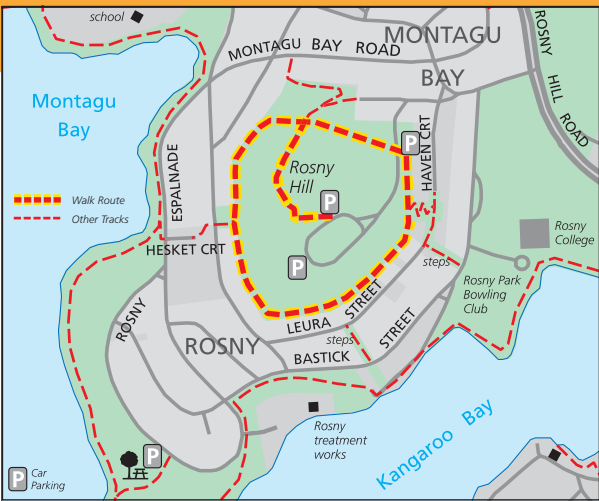 school
MONTAGU BAY ROAD
MONTAGU
BAY
ROSNY HILL ROAD
Montagu
Bay
ESPALNADE
Rosny
Hill
P
HAVEN CRT
P
Walk Route
Other Tracks
HESKET CRT
P
Rosny
College
steps
Rosny Park
Bowling
Club
ROSNY
LEURA STREET
steps
ROSNY
BASTICK STREET
Kangaroo Bay
Rosny
treatment
works
P
P
Car
Parking